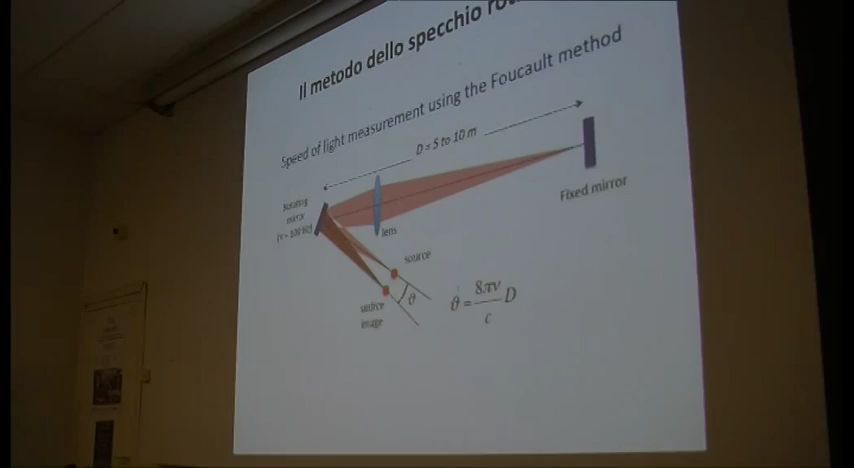 Il metodo dello specchio
Speed of light measurement using the Foucault method
D = 5 to 10 m
Rotating
mirror
(ν ~ 100 Hz)
lens
Fixed mirror
source
source
image
ϑ
ϑ = 8πν/c D